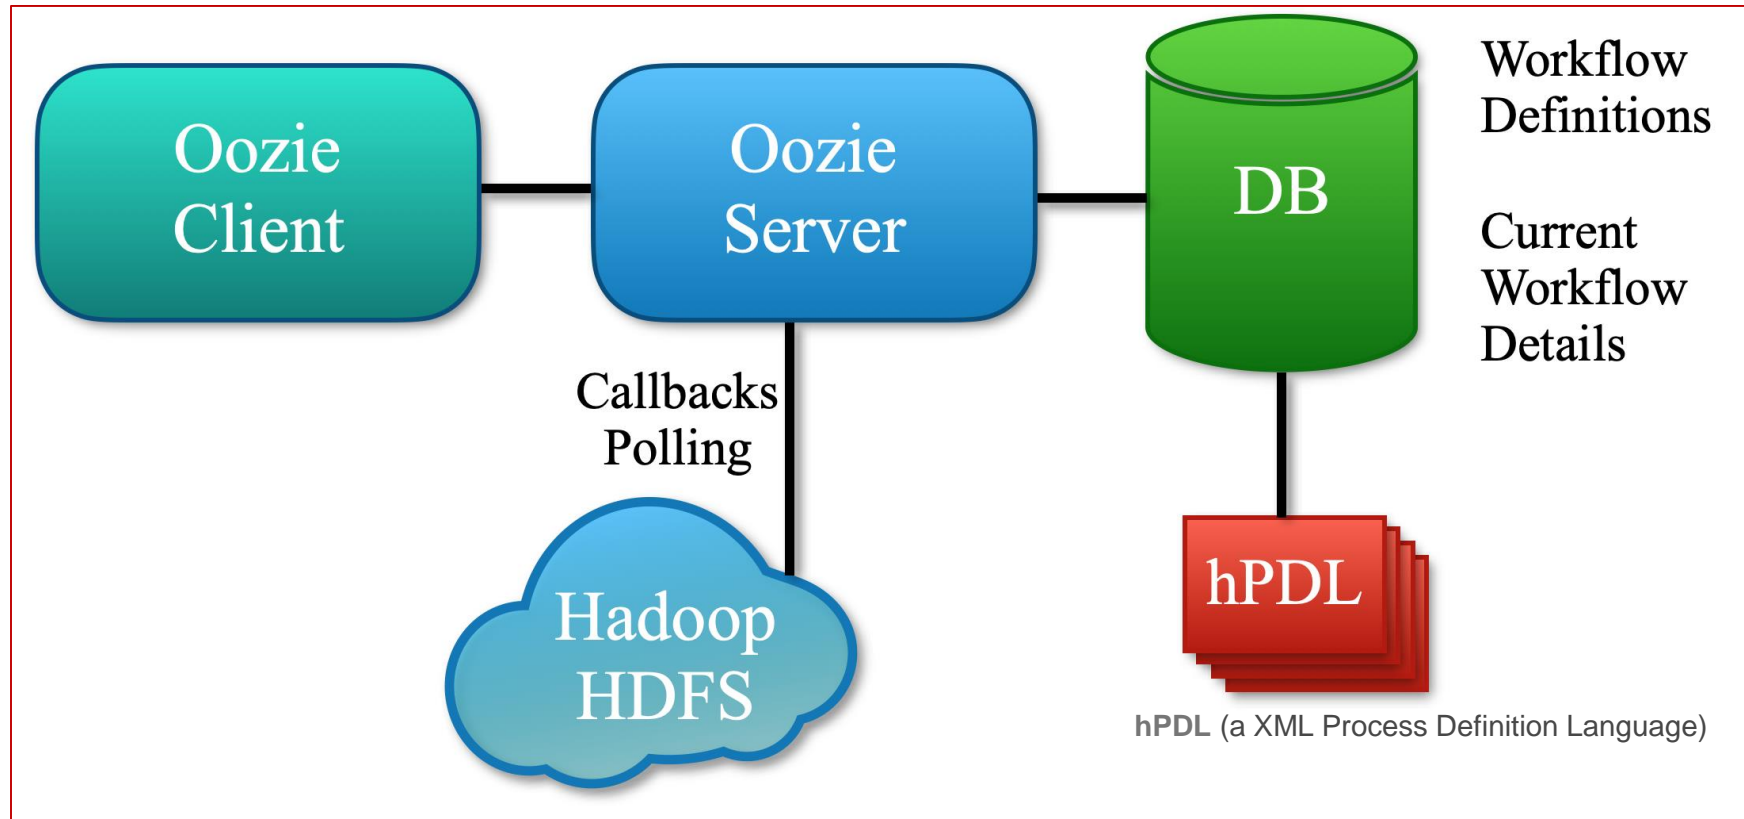 Oozie
Client
Oozie
Server
DB
Workflow
Definitions
Current
Workflow
Details
Callbacks
Polling
Hadoop
HDFS
hPDL
hPDL (a XML Process Definition Language)